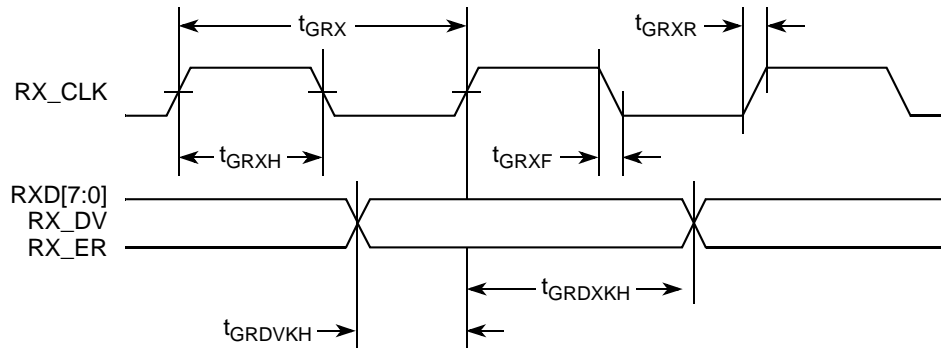 tGRX
tGRXR
RX_CLK
tGRXH
tGRXF
RXD[7:0]
RX_DV
RX_ER
tGRDXKH
tGRDVKH